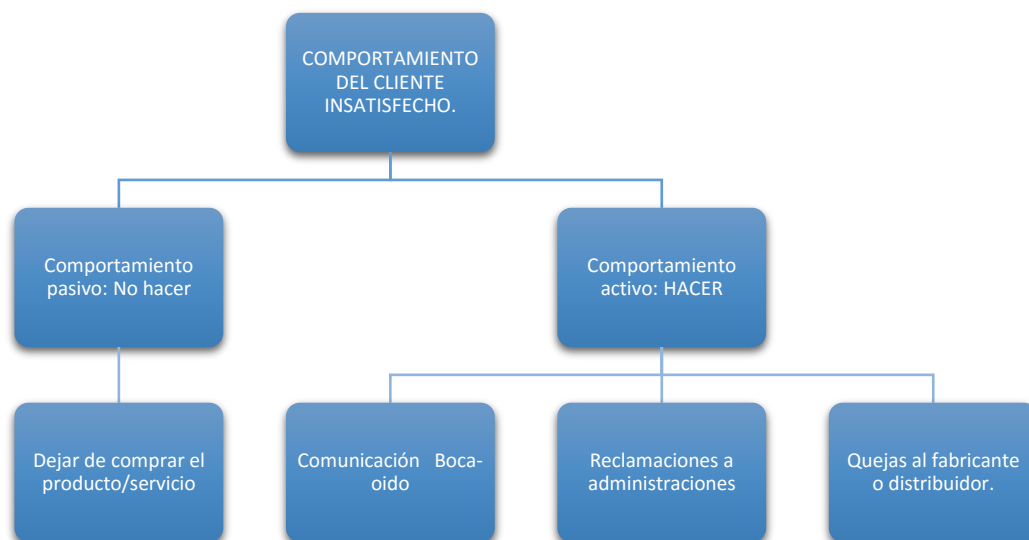 COMPORTAMIENTO
DEL CLIENTE
INSATISFECHO.
Comportamiento
pasivo: No hacer
Comportamiento
activo: HACER
Dejar de comprar el
producto/servicio
Comunicación Boca-
oido
Reclamaciones a
administraciones
Quejas al fabricante
o distribuidor.